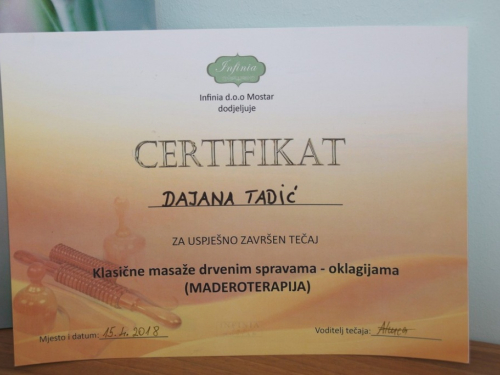 Infinia
Infinia d.o.o Mostar
dodjeljuje
CERTIFIKAT
DAJANA TADIĆ
ZA USPJEŠNO ZAVRŠEN TEČAJ
Klasične masaže drvenim spravama - oklagijama
(MADEROTERAPIJA)
Mjesto i datum: 15.4.2018
Voditelj tečaja: